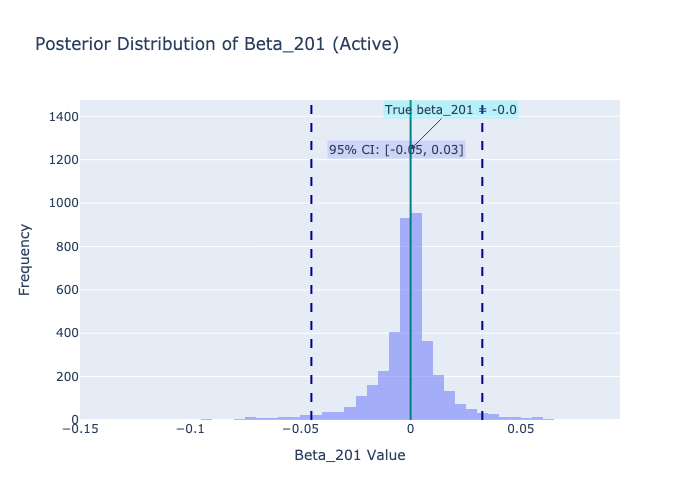 Posterior Distribution of Beta_201 (Active)
True beta_201 = -0.0
95% CI: [-0.05, 0.03]
1400
1200
1000
800
600
400
200
0
Frequency
−0.15
−0.1
−0.05
0
0.05
Beta_201 Value